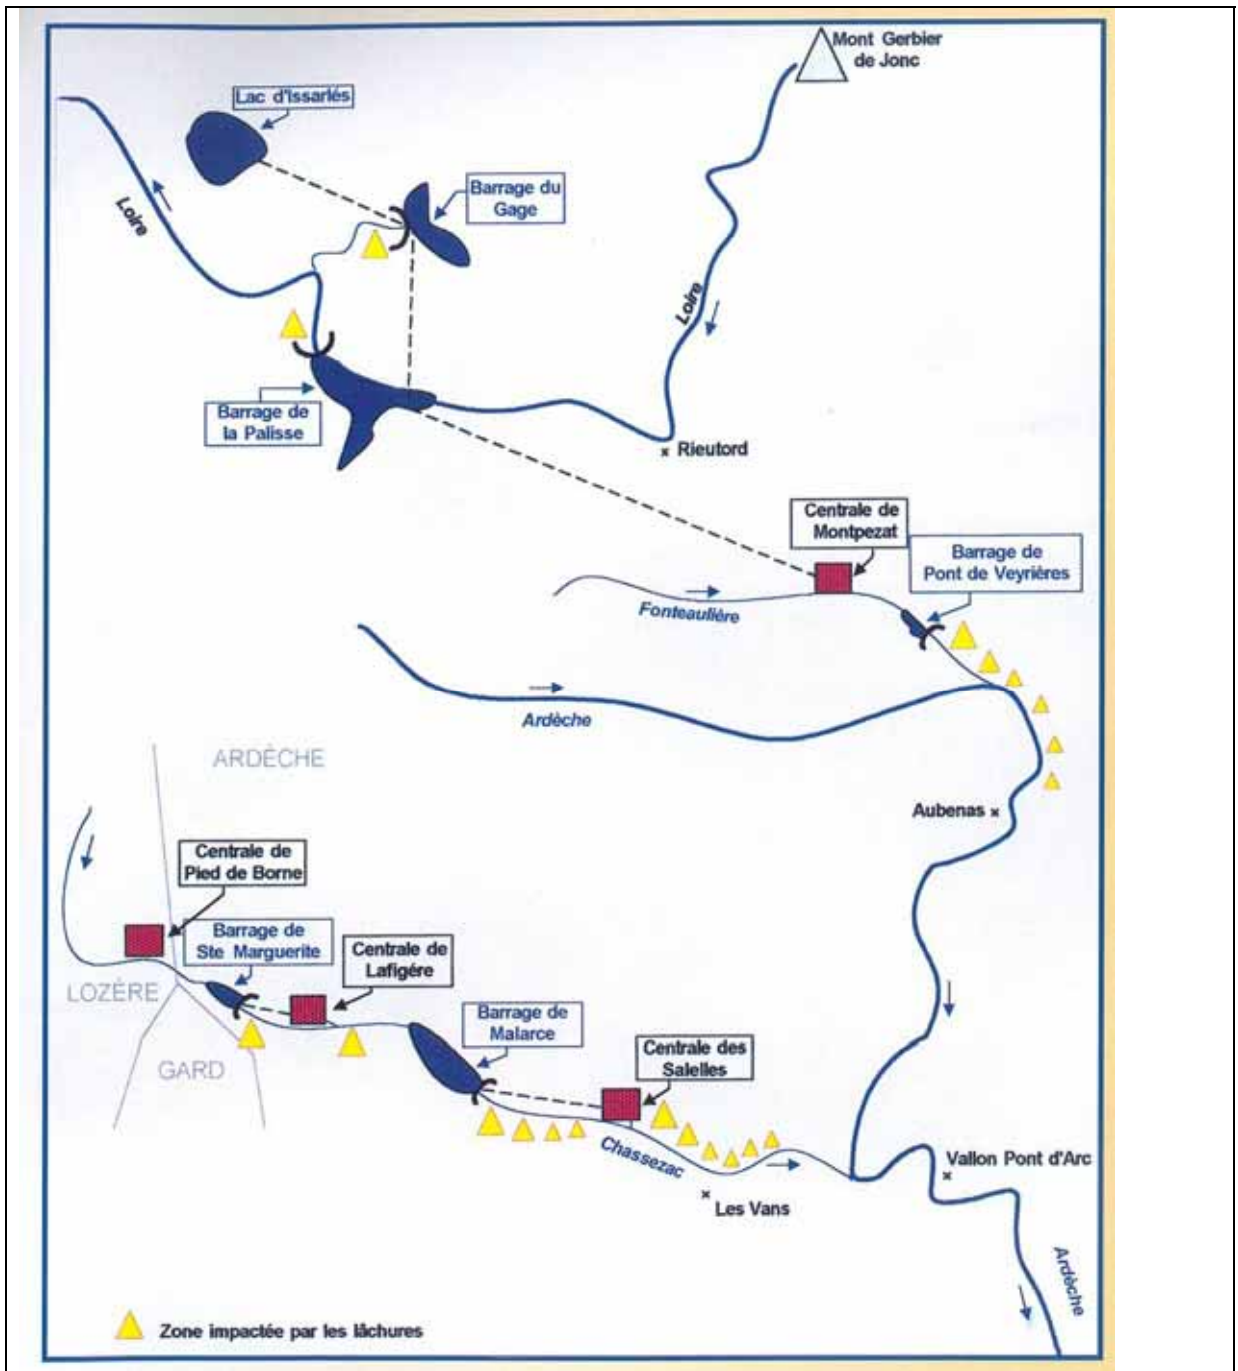 Mont Gerbier
de Jonc
Lac d'Issarlés
Loire
Barrage du
Gage
Loire
Barrage de
la Palisse
Rieutord
Centrale de
Montpezat
Barrage de
Pont de Veyrières
Fonteaulière
Ardèche
ARDÈCHE
Aubenas
Centrale de
Pied de Borne
Barrage de
Ste Marguerite
Centrale de
Lafigére
LOZÈRE
Barrage de
Malarce
Centrale des
Salelles
GARD
Chassezac
Vallon Pont d'Arc
Les Vans
Ardèche
Zone impactée par les lâchures